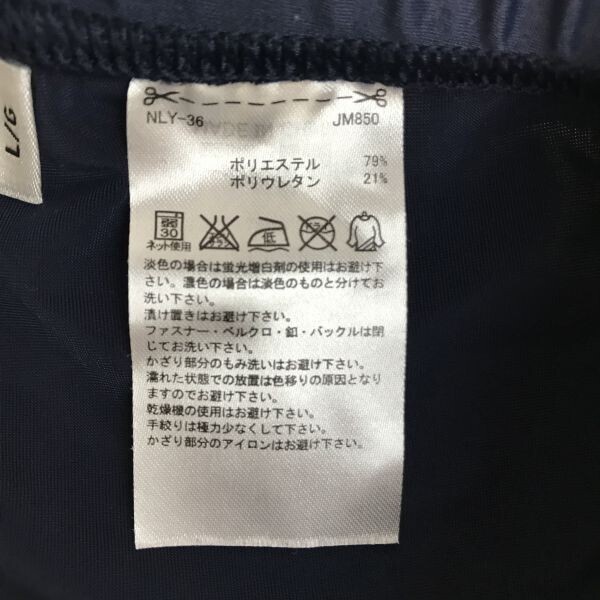 L/G
NLY-36 JM850
ポリエステル 79%
ポリウレタン 21%
弱 30 エンソ サラシ 低 ドライ
ネット使用
淡色の場合は蛍光増白剤の使用はお避け下
さい。濃色の場合は淡色のものと分けてお
洗い下さい。
漬け置きはお避け下さい。
ファスナー・ベルクロ・釦・バックルは閉
じてお洗い下さい。
かざり部分のもみ洗いはお避け下さい。
濡れた状態での放置は色移りの原因となり
ますのでお避け下さい。
乾燥機の使用はお避け下さい。
手絞りは極力少なくして下さい。
かざり部分のアイロンはお避け下さい。